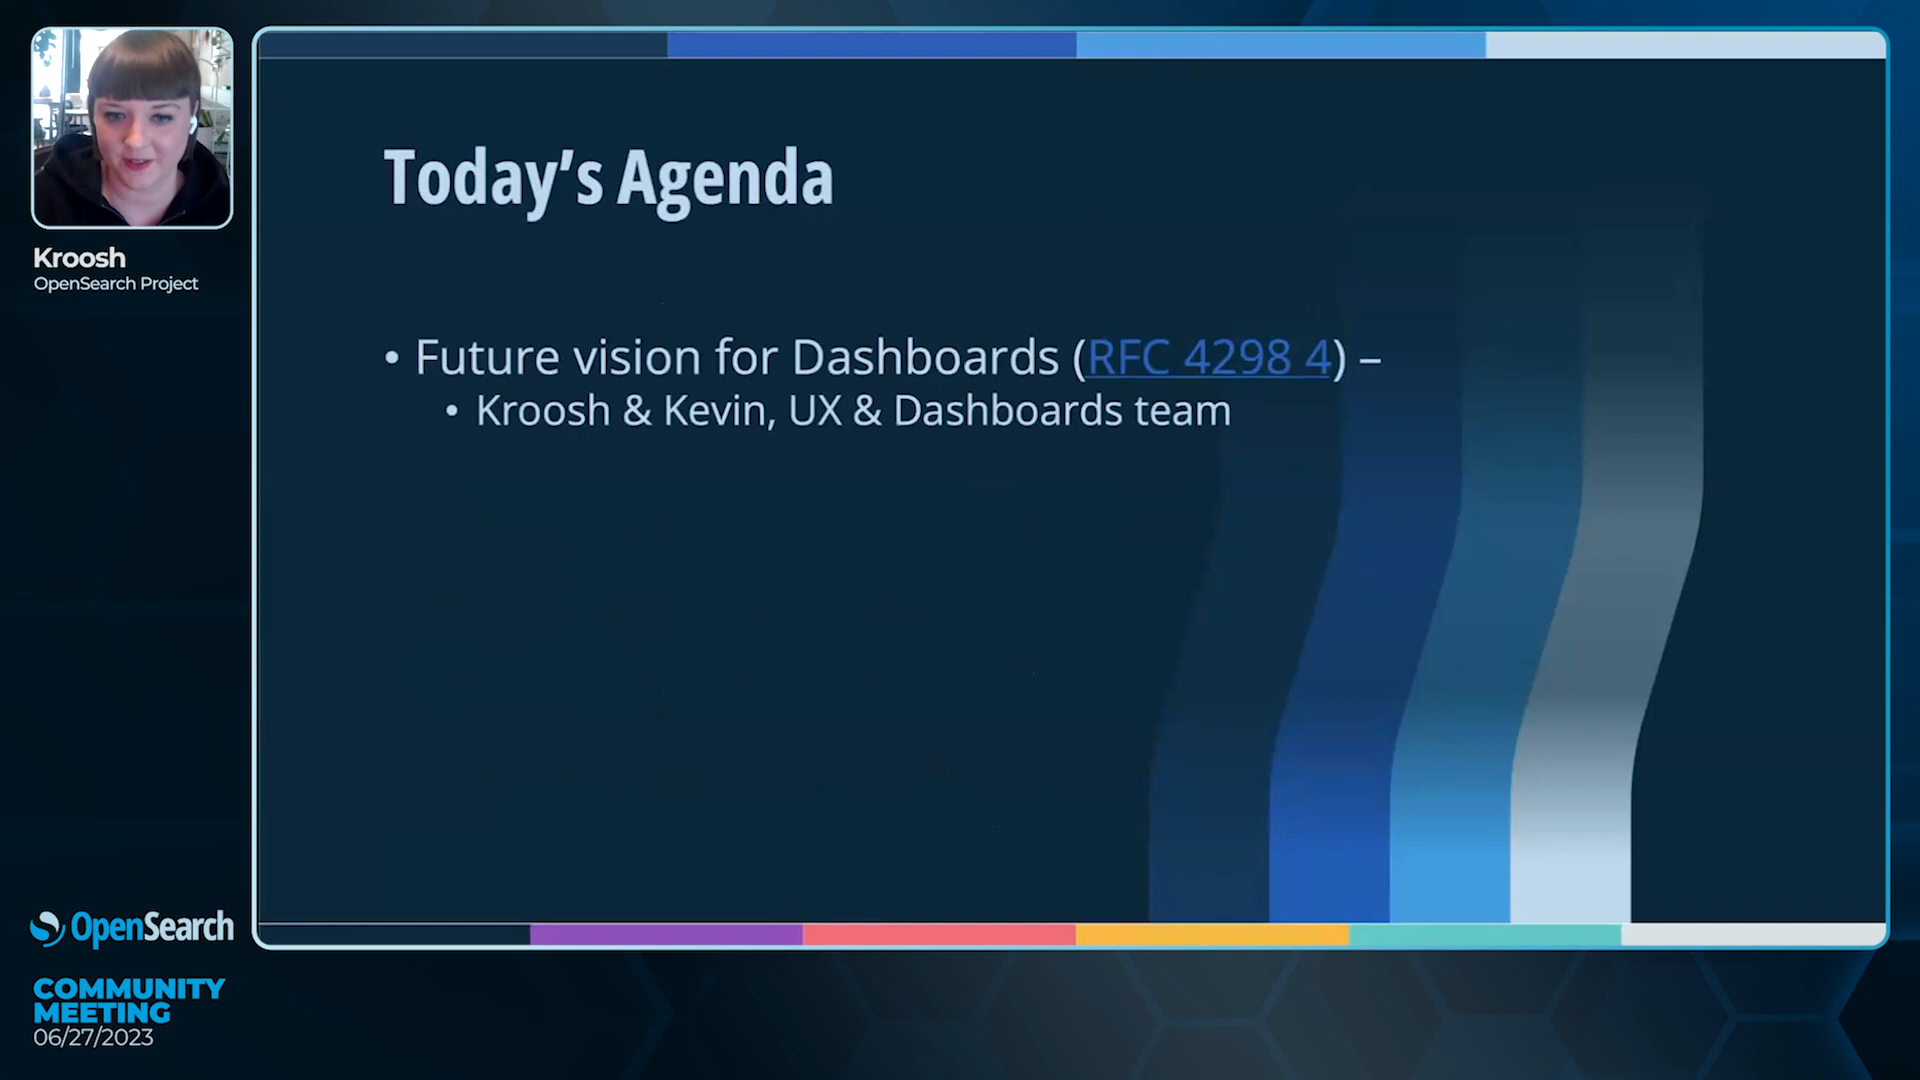 Kroosh
OpenSearch Project
Today's Agenda
• Future vision for Dashboards (RFC 4298 4) –
• Kroosh & Kevin, UX & Dashboards team
OpenSearch
COMMUNITY
MEETING
06/27/2023